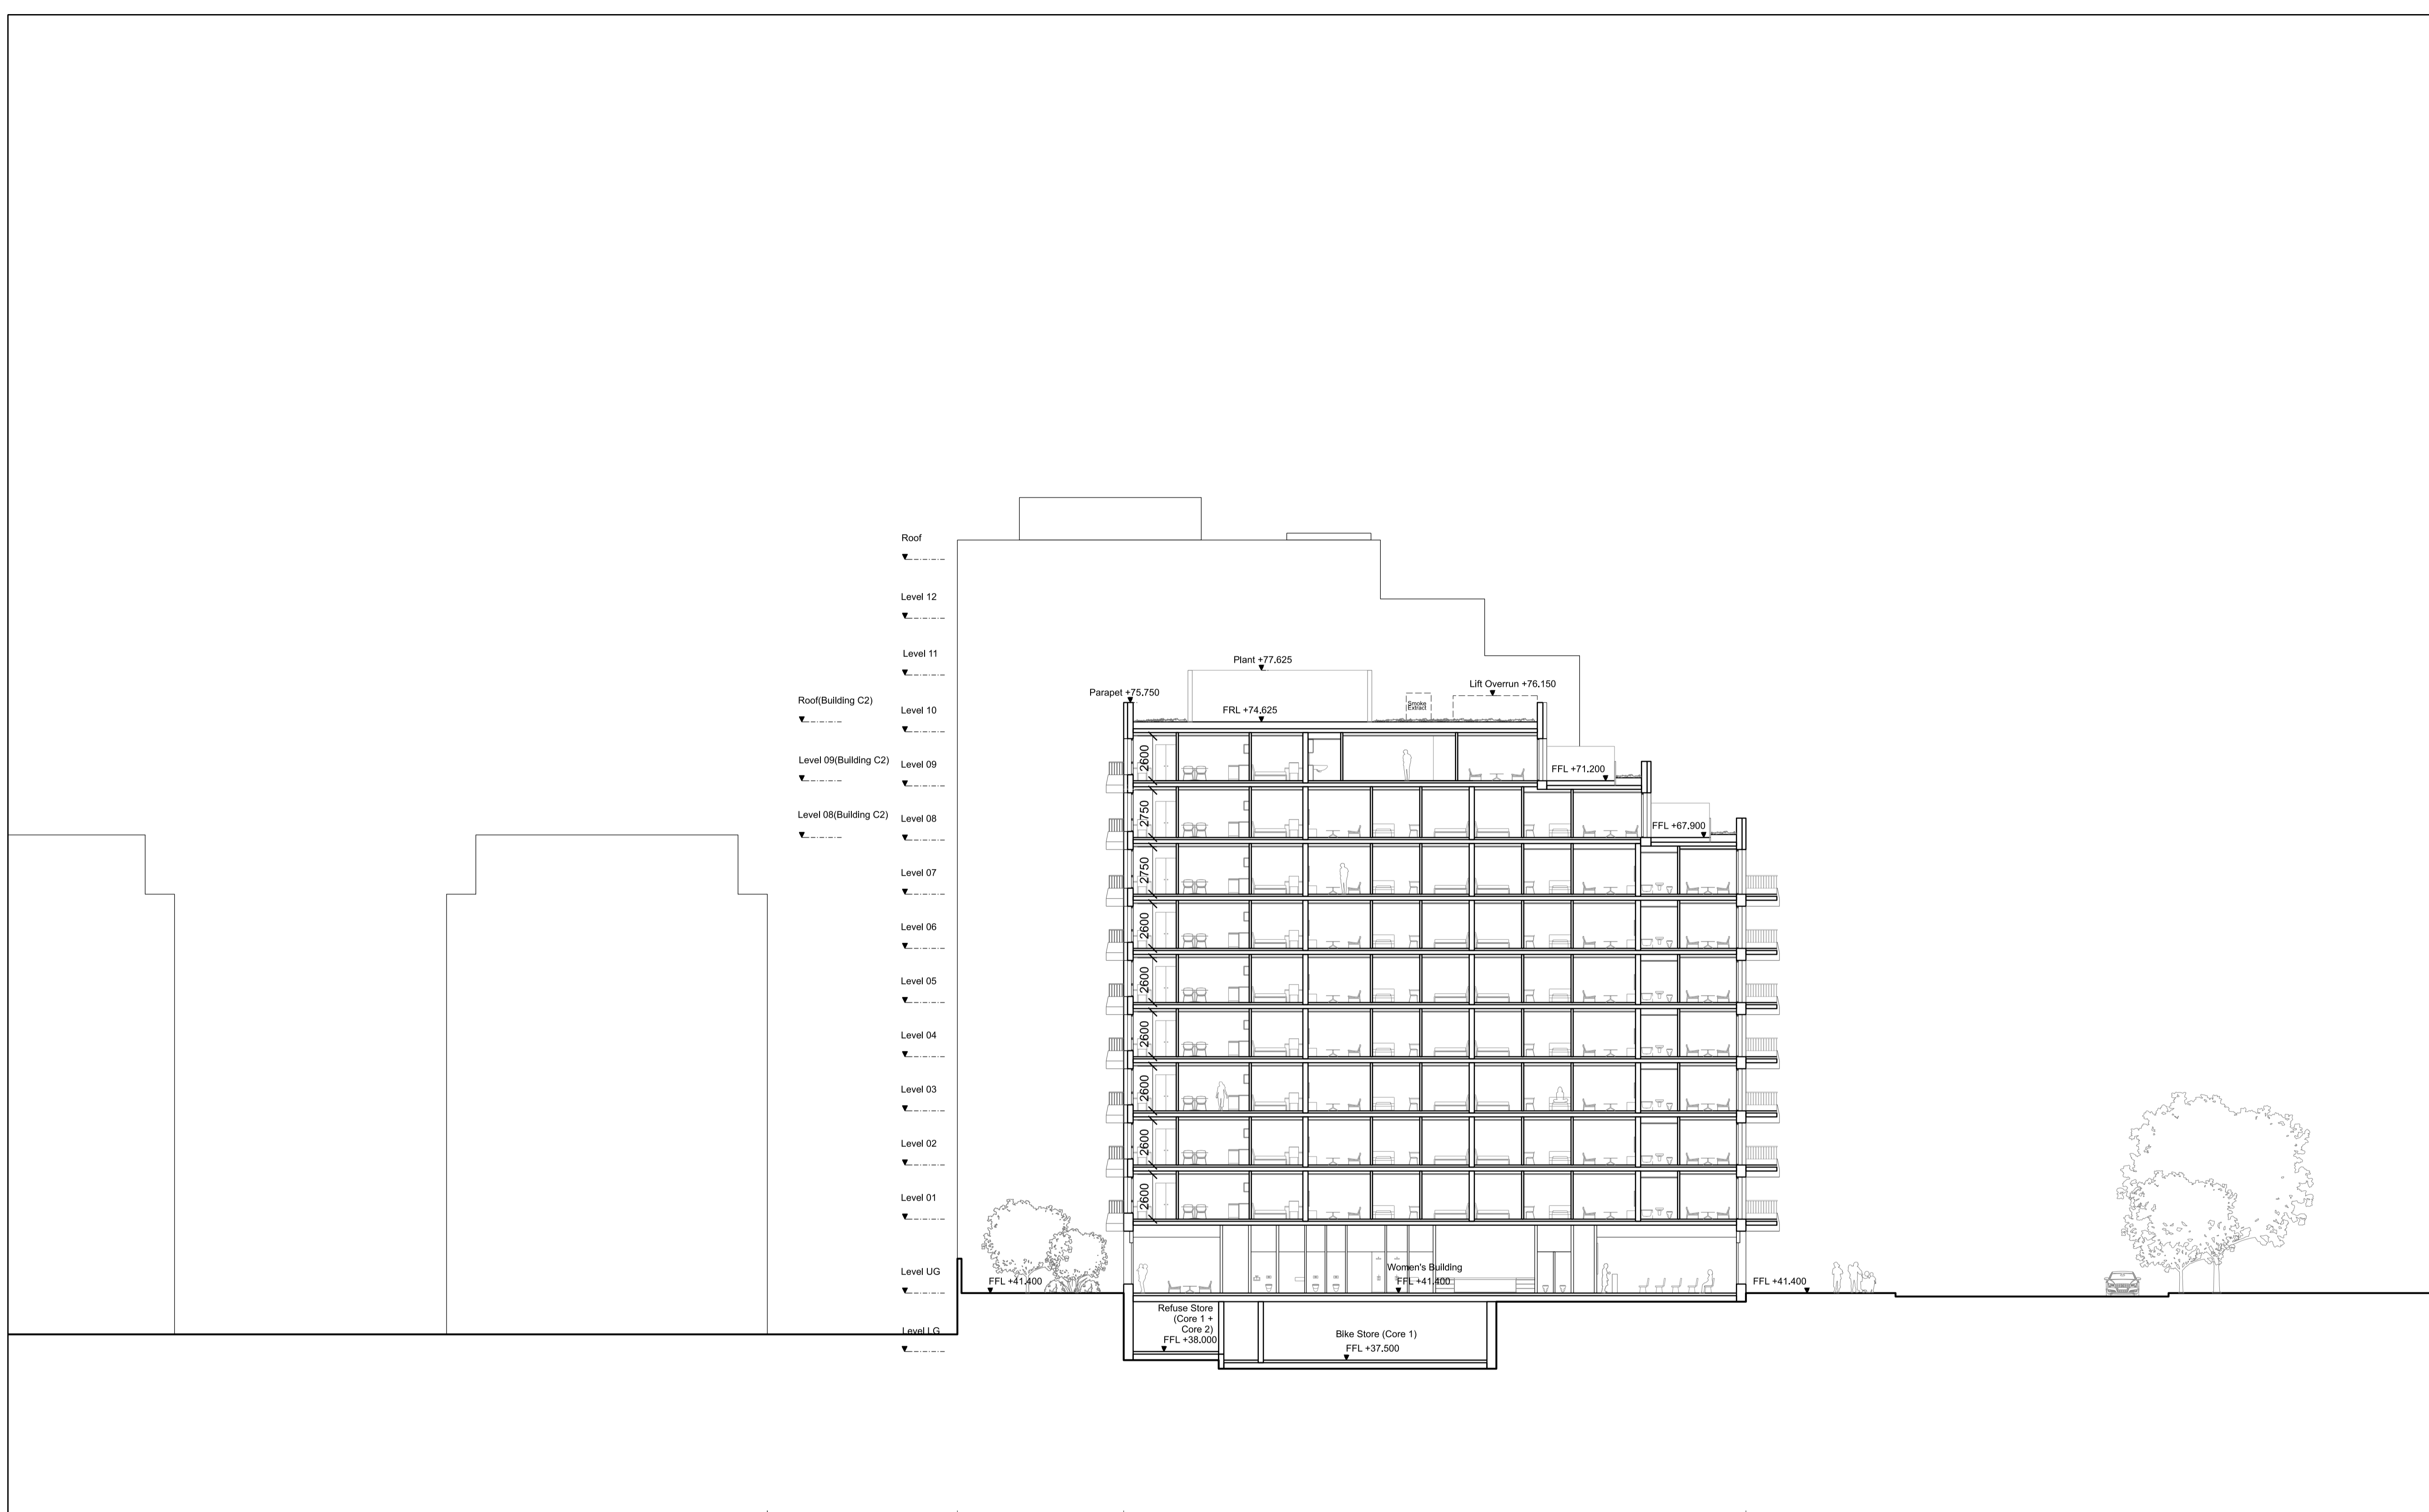 Roof
Level 12
Level 11
Plant +77.625
Lift Overrun +76.150
Parapet +75.750
Roof(Building C2)
Level 10
FRL +74.625
Smoke
Extract
2600
Level 09(Building C2)
Level 09
FFL +71.200
2750
Level 08(Building C2)
Level 08
FFL +67.900
2750
Level 07
2600
Level 06
2600
Level 05
2600
Level 04
2600
Level 03
2600
Level 02
2600
Level 01
Level UG
Women's Building
FFL +41.400
FFL +41.400
FFL +41.400
Refuse Store
(Core 1 +
Core 2)
FFL +38.000
Level LG
Bike Store (Core 1)
FFL +37.500